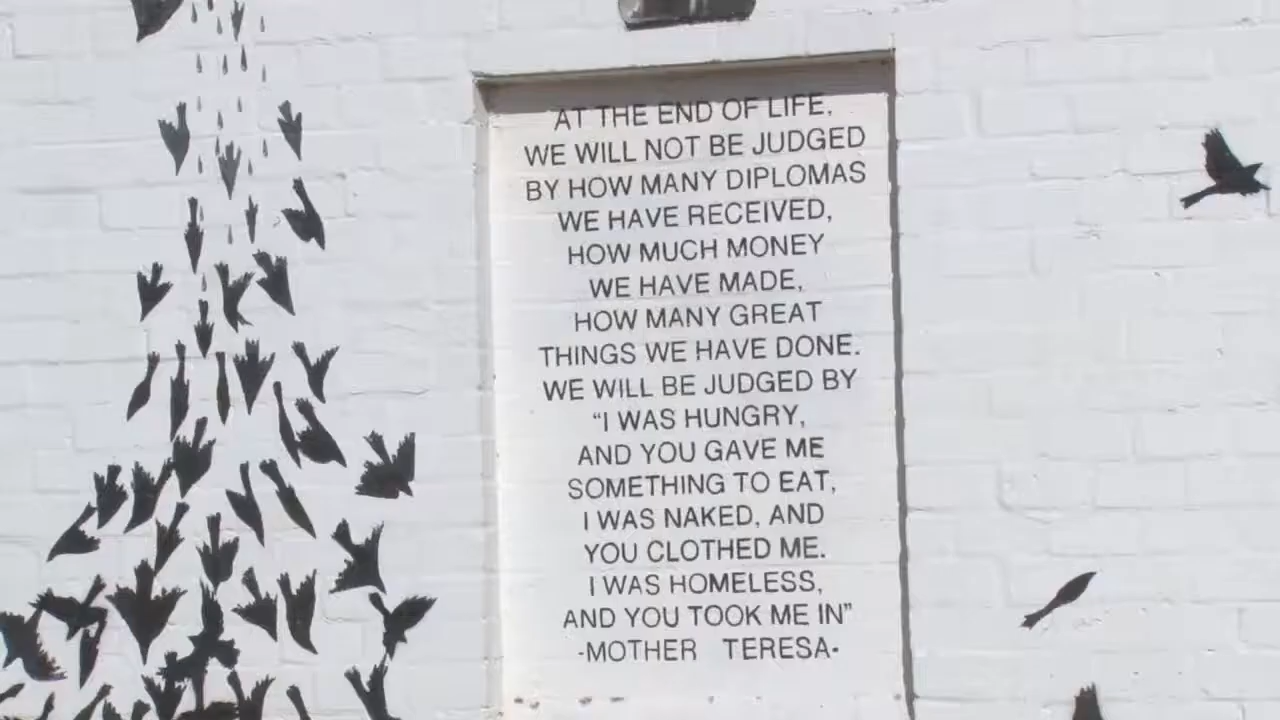 AT THE END OF LIFE,
WE WILL NOT BE JUDGED
BY HOW MANY DIPLOMAS
WE HAVE RECEIVED,
HOW MUCH MONEY
WE HAVE MADE,
HOW MANY GREAT
THINGS WE HAVE DONE.
WE WILL BE JUDGED BY
“I WAS HUNGRY,
AND YOU GAVE ME
SOMETHING TO EAT,
I WAS NAKED, AND
YOU CLOTHED ME.
I WAS HOMELESS,
AND YOU TOOK ME IN”
-MOTHER TERESA-